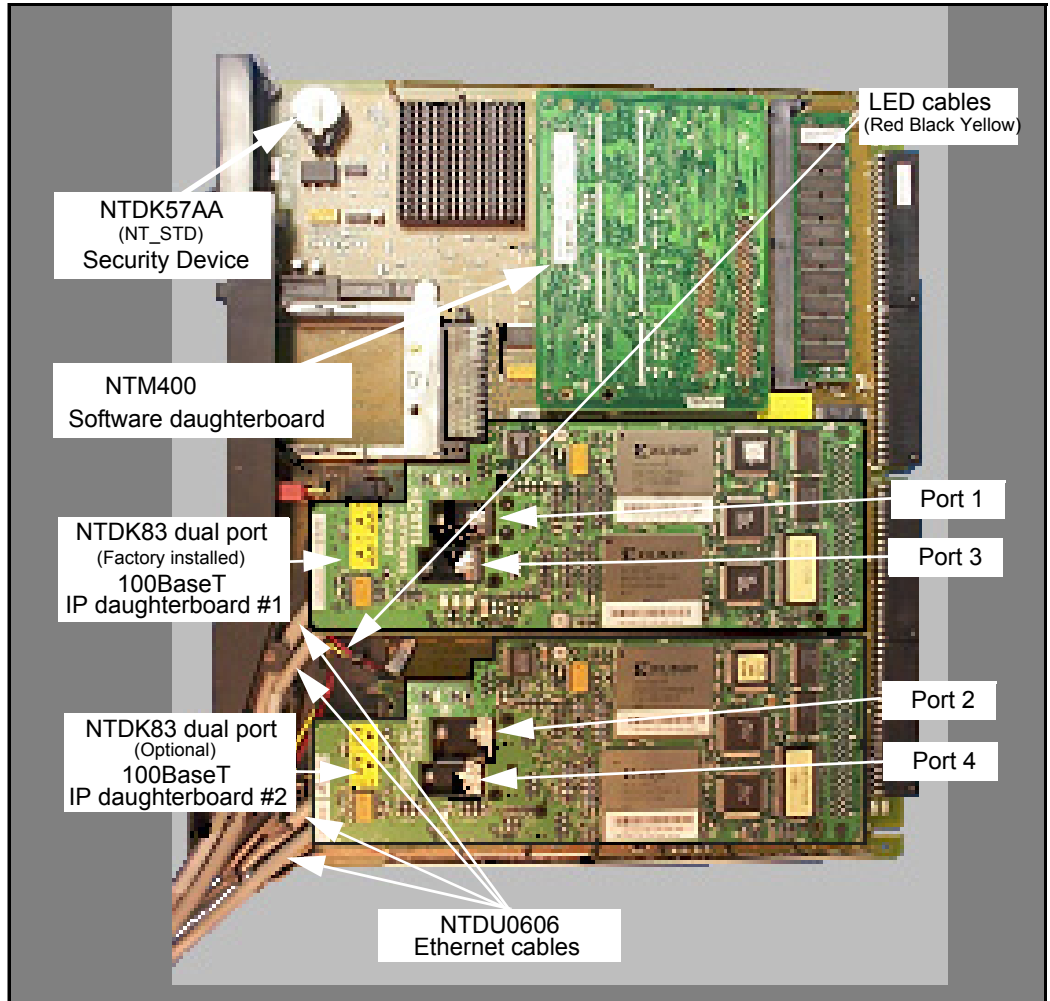 LED cables
(Red Black Yellow)
NTDK57AA
(NT_STD)
Security Device
NTM400
Software daughterboard
Port 1
NTDK83 dual port
(Factory installed)
100BaseT
IP daughterboard #1
Port 3
Port 2
NTDK83 dual port
(Optional)
100BaseT
IP daughterboard #2
Port 4
NTDU0606
Ethernet cables